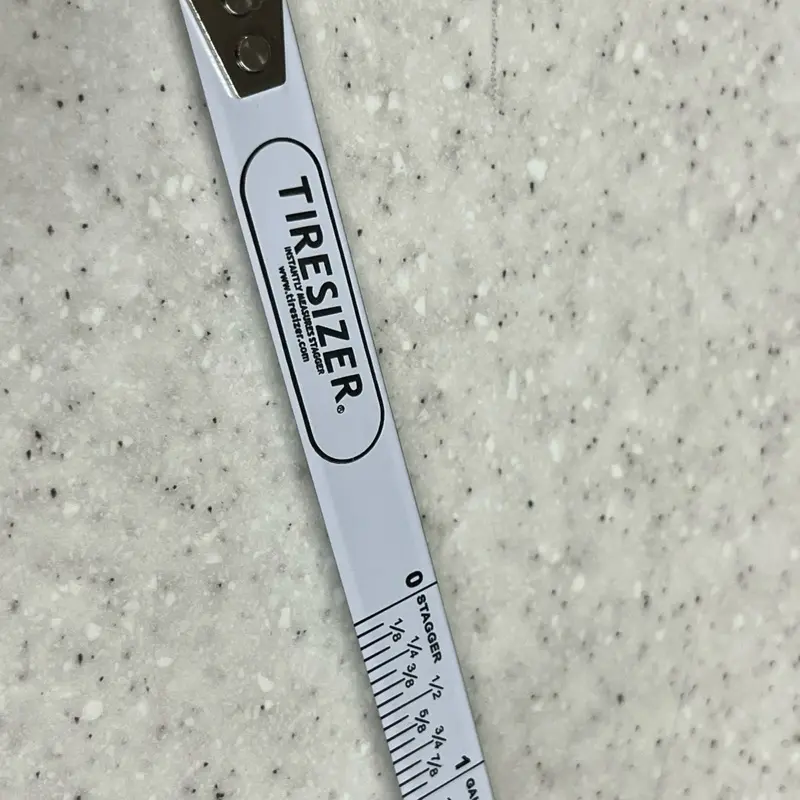 TIRESIZER®
INSTANTLY MEASURES STAGGER
www.tiresizer.com
0
STAGGER
1/8
1/4
3/8
1/2
5/8
3/4
7/8
1